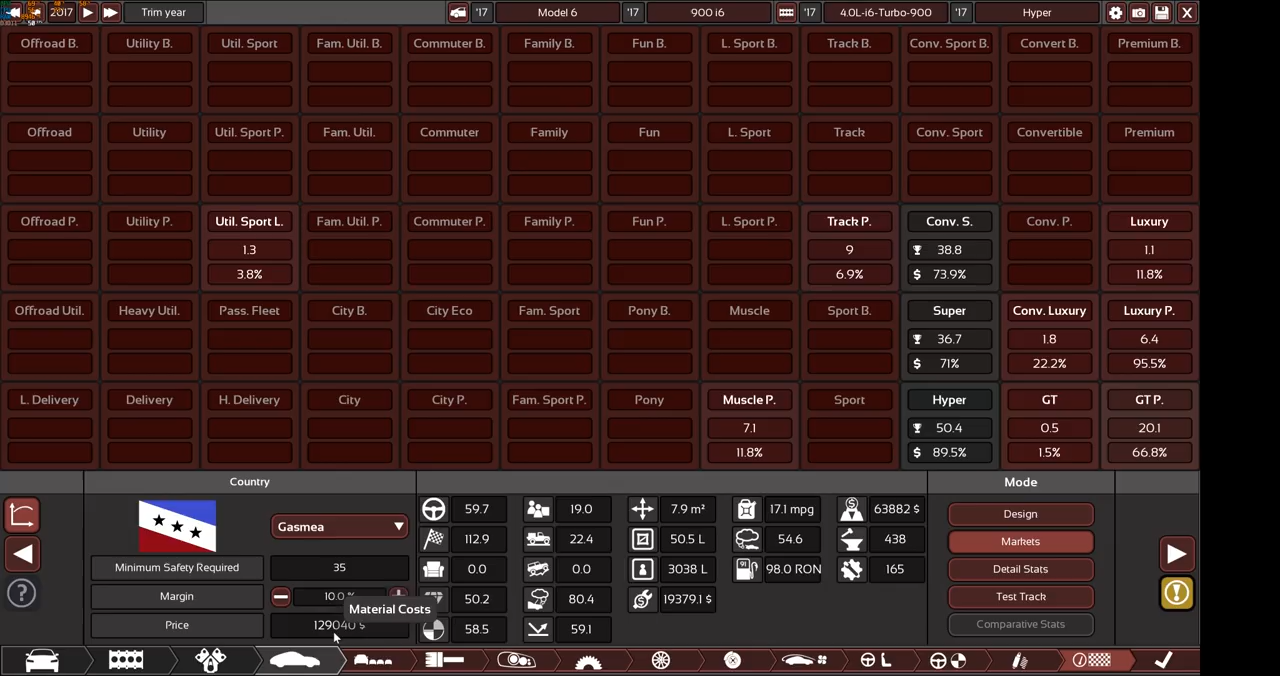 2017 Trim year '17 Model 6 '17 900 i6 '17 4.0L-i6-Turbo-900 '17 Hyper
Offroad B. Utility B. Util. Sport Fam. Util. B. Commuter B. Family B. Fun B. L. Sport B. Track B. Conv. Sport B. Convert B. Premium B.
Offroad Utility Util. Sport P. Fam. Util. Commuter Family Fun L. Sport Track Conv. Sport Convertible Premium
Offroad P. Utility P. Util. Sport L. Fam. Util. P. Commuter P. Family P. Fun P. L. Sport P. Track P. Conv. S. Conv. P. Luxury
1.3 9 38.8 1.1
3.8% 6.9% $ 73.9% 11.8%
Offroad Util. Heavy Util. Pass. Fleet City B. City Eco Fam. Sport Pony B. Muscle Sport B. Super Conv. Luxury Luxury P.
36.7 1.8 6.4
$ 71% 22.2% 95.5%
L. Delivery Delivery H. Delivery City City P. Fam. Sport P. Pony Muscle P. Sport Hyper GT GT P.
7.1 50.4 0.5 20.1
11.8% $ 89.5% 1.5% 66.8%
Country Mode
Gasmea
Minimum Safety Required 35
Margin 10.0 %
Material Costs
Price 129040 $
59.7 19.0 7.9 m² 17.1 mpg 63882 $
112.9 22.4 50.5 L 54.6 438
0.0 0.0 3038 L 98.0 RON 165
50.2 80.4 19379.1 $
58.5 59.1
Design
Markets
Detail Stats
Test Track
Comparative Stats